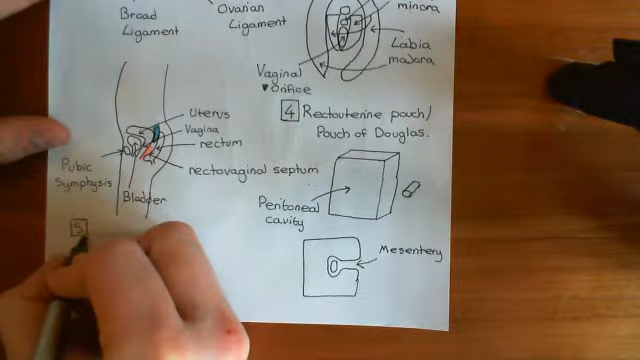 Broad
Ligament
Ovarian
Ligament
minora
Labia
majora
Vaginal
Orifice
Uterus
Vagina
rectum
rectovaginal septum
Pubic
Symphysis
Bladder
4 Rectouterine pouch/
Pouch of Douglas.
Peritoneal
cavity
Mesentery
5